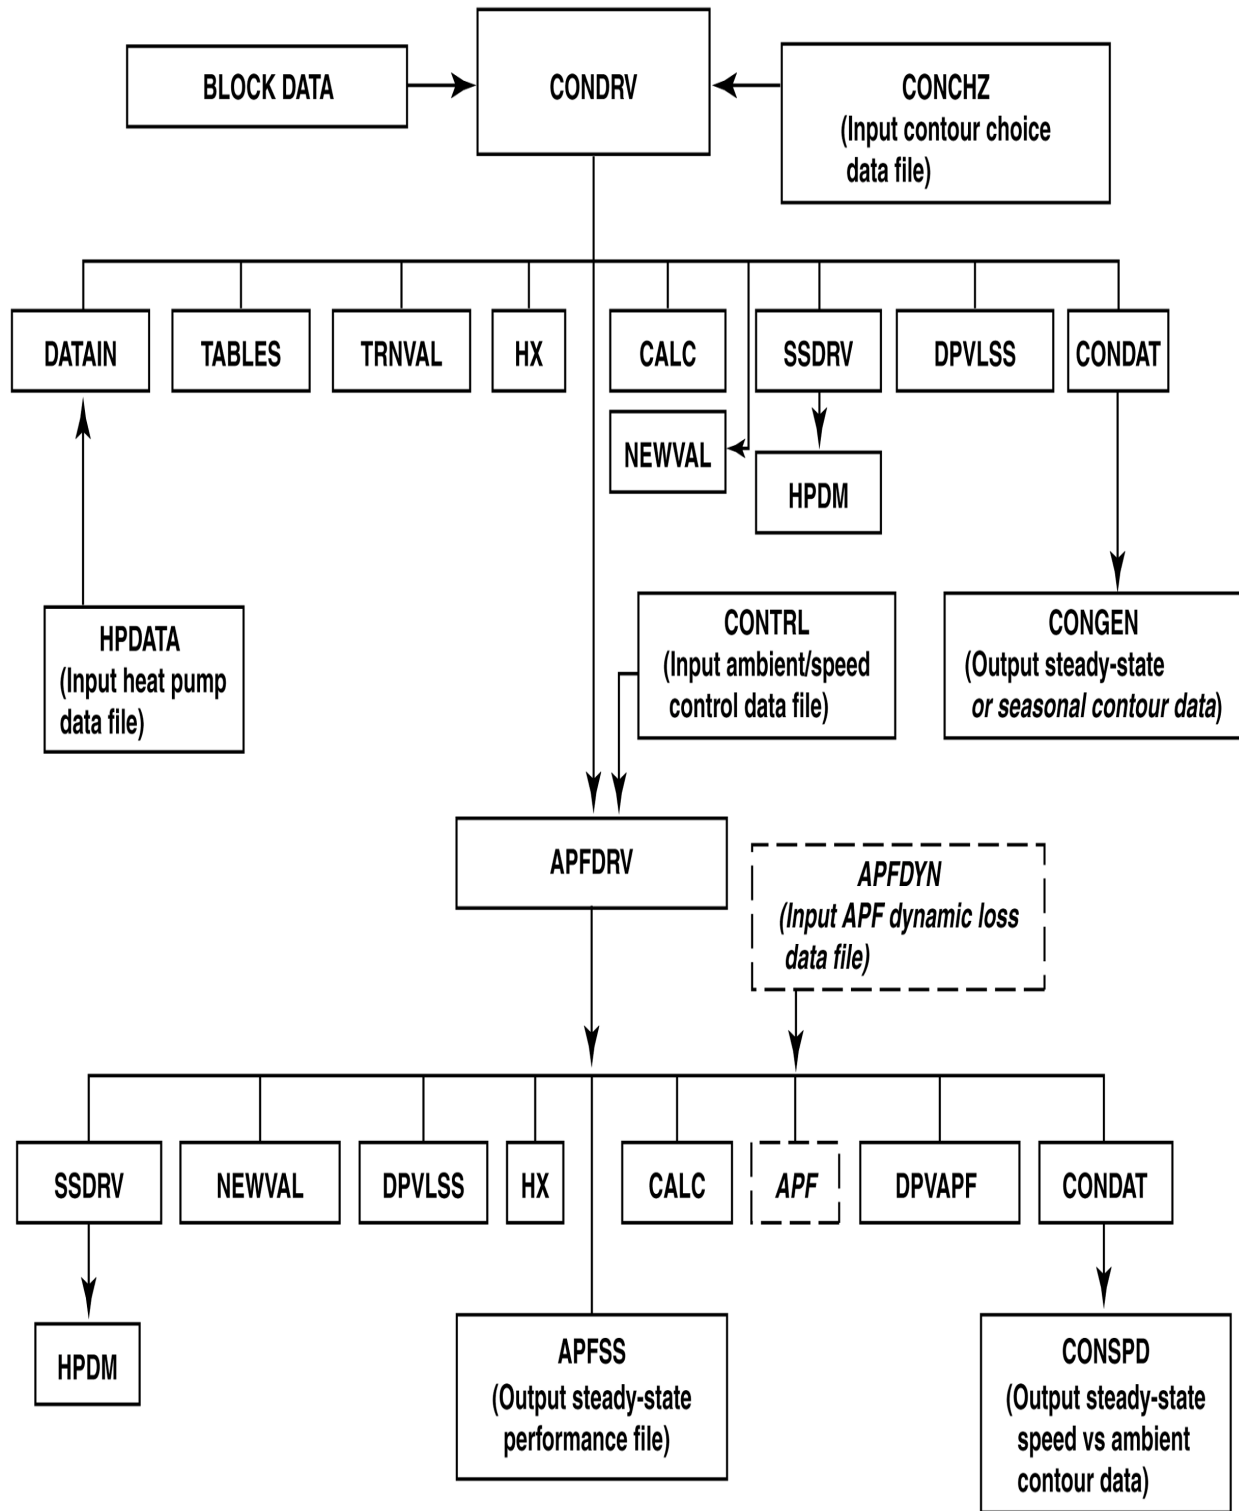 BLOCK DATA
CONDRV
CONCHZ
(Input contour choice
data file)
DATAIN
TABLES
TRNVAL
HX
CALC
SSDRV
DPVLSS
CONDAT
NEWVAL
HPDM
HPDATA
(Input heat pump
data file)
CONTRL
(Input ambient/speed
control data file)
CONGEN
(Output steady-state
or seasonal contour data)
APFDRV
APFDYN
(Input APF dynamic loss
data file)
SSDRV
NEWVAL
DPVLSS
HX
CALC
APF
DPVAPF
CONDAT
HPDM
APFSS
(Output steady-state
performance file)
CONSPD
(Output steady-state
speed vs ambient
contour data)